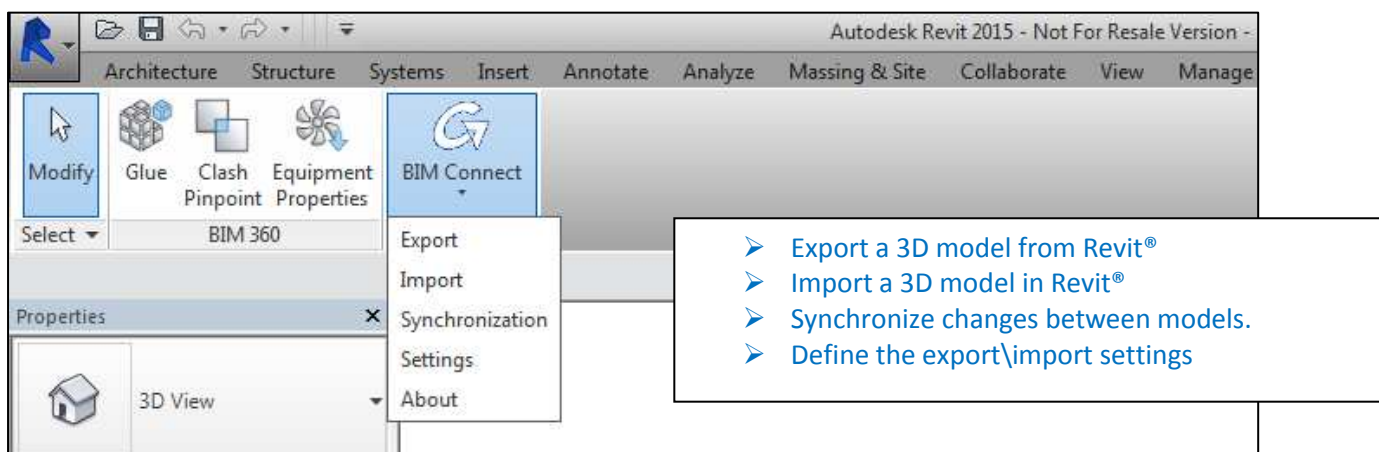 Autodesk Revit 2015 - Not For Resale Version -
Architecture Structure Systems Insert Annotate Analyze Massing & Site Collaborate View Manage
Modify Glue Clash Pinpoint Equipment Properties BIM Connect
Select BIM 360
Export
Import
Synchronization
Settings
About
Properties
3D View
Export a 3D model from Revit®
Import a 3D model in Revit®
Synchronize changes between models.
Define the export\import settings